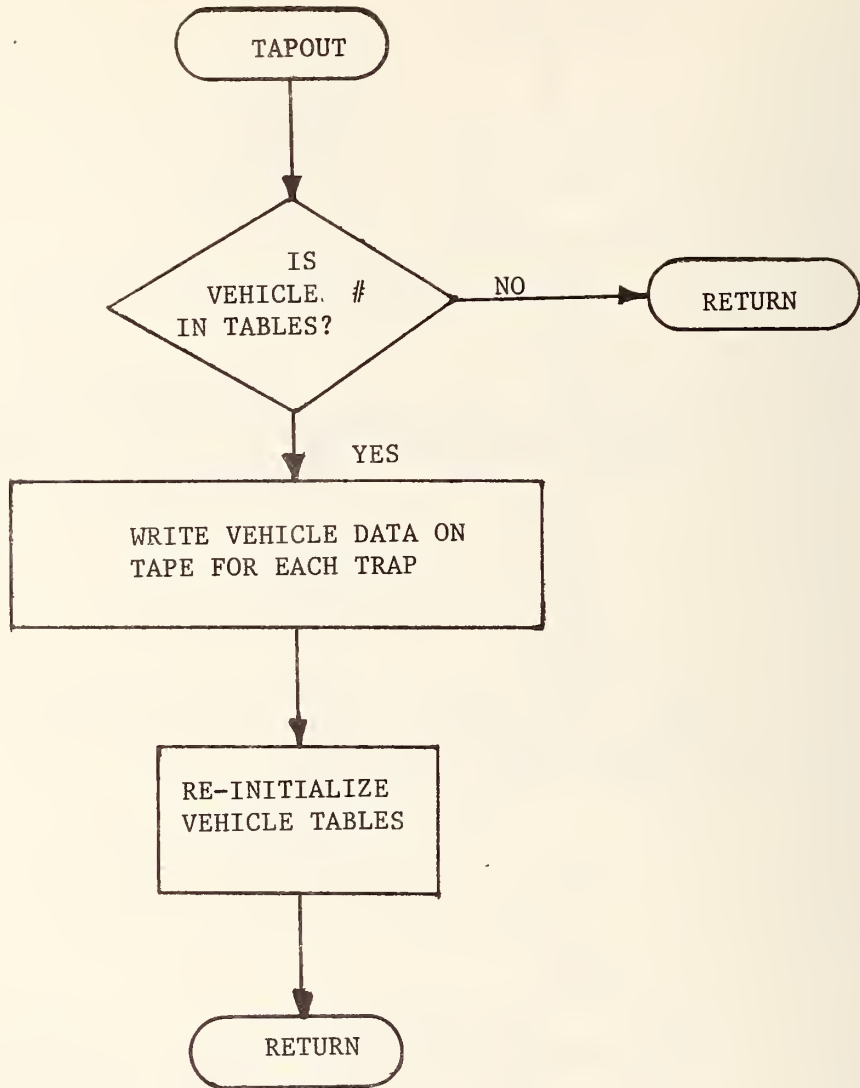 TAPOUT
IS
VEHICLE. #
IN TABLES?
NO
RETURN
YES
WRITE VEHICLE DATA ON
TAPE FOR EACH TRAP
RE-INITIALIZE
VEHICLE TABLES
RETURN